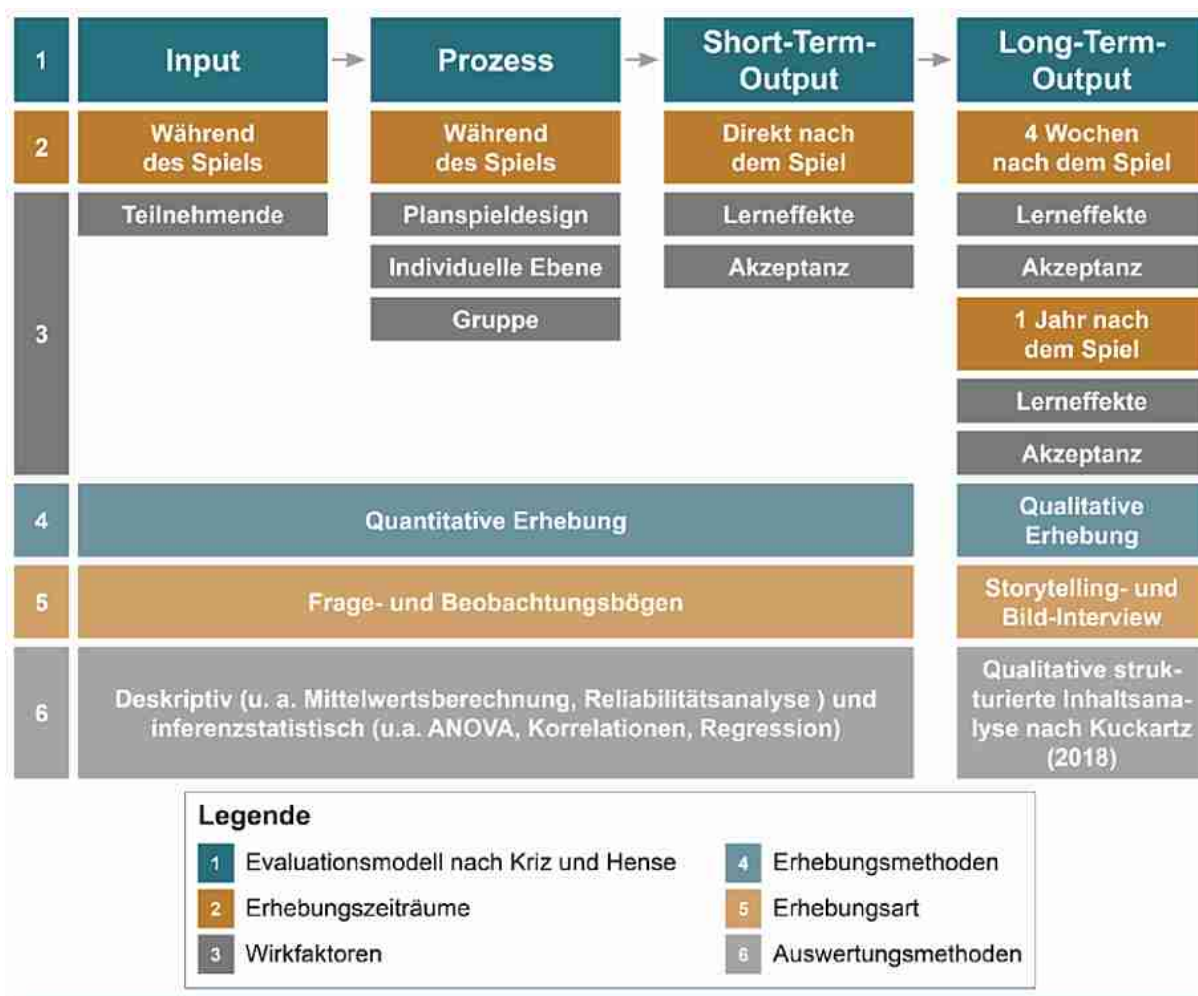 1
Input
Prozess
Short-Term-
Output
Long-Term-
Output
2
Während
des Spiels
Während
des Spiels
Direkt nach
dem Spiel
4 Wochen
nach dem Spiel
3
Teilnehmende
Planspieldesign
Individuelle Ebene
Gruppe
Lerneffekte
Akzeptanz
Lerneffekte
Akzeptanz
1 Jahr nach
dem Spiel
Lerneffekte
Akzeptanz
4
Quantitative Erhebung
Qualitative
Erhebung
5
Frage- und Beobachtungsbögen
Storytelling- und
Bild-Interview
6
Deskriptiv (u. a. Mittelwertsberechnung, Reliabilitätsanalyse ) und
inferenzstatistisch (u.a. ANOVA, Korrelationen, Regression)
Qualitative struk-
turierte Inhaltsana-
lyse nach Kuckartz
(2018)
Legende
1 Evaluationsmodell nach Kriz und Hense
2 Erhebungszeiträume
3 Wirkfaktoren
4 Erhebungsmethoden
5 Erhebungsart
6 Auswertungsmethoden